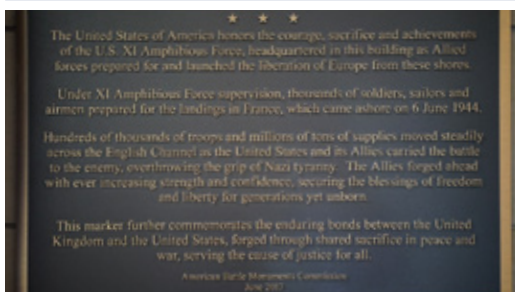 The United States of America honors the courage, sacrifice and achievements
of the U.S. XI Amphibious Force, headquartered in this building as Allied
forces prepared for and launched the liberation of Europe from these shores.
Under XI Amphibious Force supervision, thousands of soldiers, sailors and
airmen prepared for the landings in France, which came ashore on 6 June 1944.
Hundreds of thousands of troops and millions of tons of supplies moved steadily
across the English Channel as the United States and its Allies carried the battle
to the enemy, overthrowing the grip of Nazi tyranny. The Allies forged ahead
with ever increasing strength and confidence, securing the blessings of freedom
and liberty for generations yet unborn.
This marker further commemorates the enduring bonds between the United
Kingdom and the United States, forged through shared sacrifice in peace and
war, serving the cause of justice for all.
American Battle Monuments Commission
June 2017